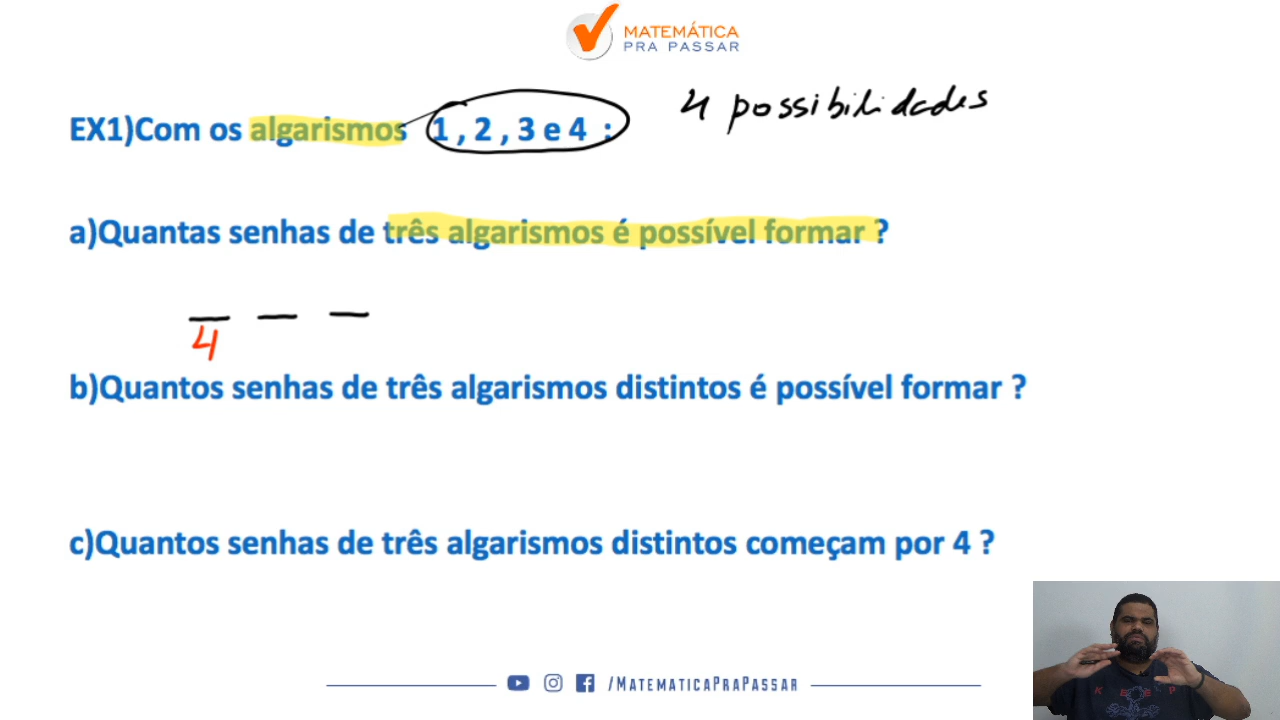 MATEMÁTICA
PRA PASSAR
4 possibilidades
EX1)Com os algarismos 1 , 2 , 3 e 4 :
a)Quantas senhas de três algarismos é possível formar ?
4
b)Quantos senhas de três algarismos distintos é possível formar ?
c)Quantos senhas de três algarismos distintos começam por 4 ?
K E E P
/MATEMATICAPRAPASSAR